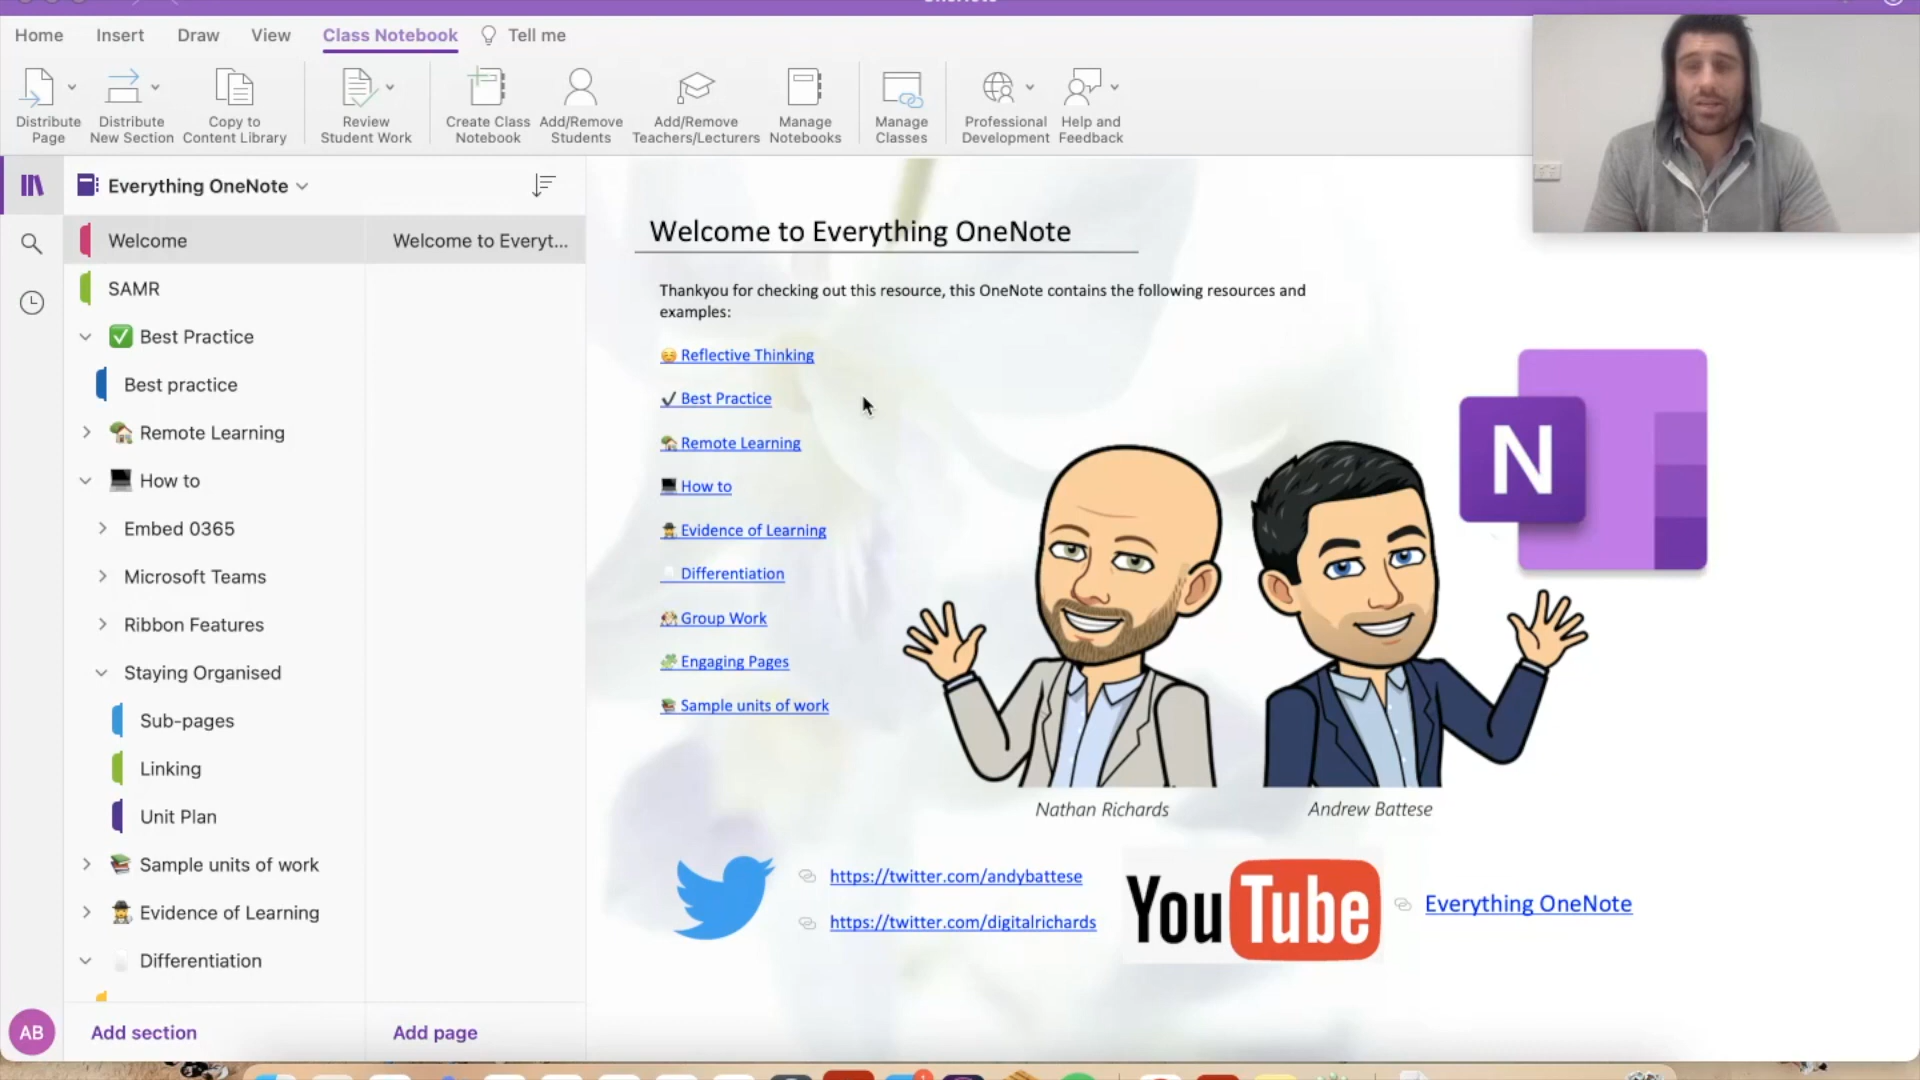 Home Insert Draw View Class Notebook Tell me
Distribute Page
Distribute New Section
Copy to Content Library
Review Student Work
Create Class Notebook
Add/Remove Students
Add/Remove Teachers/Lecturers
Manage Notebooks
Manage Classes
Professional Development
Help and Feedback
Everything OneNote
Welcome
SAMR
Best Practice
Best practice
Remote Learning
How to
Embed 0365
Microsoft Teams
Ribbon Features
Staying Organised
Sub-pages
Linking
Unit Plan
Sample units of work
Evidence of Learning
Differentiation
AB
Add section
Welcome to Everyt...
Add page
Welcome to Everything OneNote
Thankyou for checking out this resource, this OneNote contains the following resources and
examples:
Reflective Thinking
Best Practice
Remote Learning
How to
Evidence of Learning
Differentiation
Group Work
Engaging Pages
Sample units of work
N
Nathan Richards
Andrew Battese
https://twitter.com/andybattese
https://twitter.com/digitalrichards
YouTube
Everything OneNote